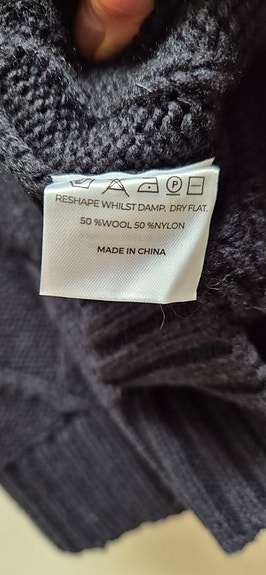 P
RESHAPE WHILST DAMP. DRY FLAT.
50 %WOOL 50 %NYLON
MADE IN CHINA